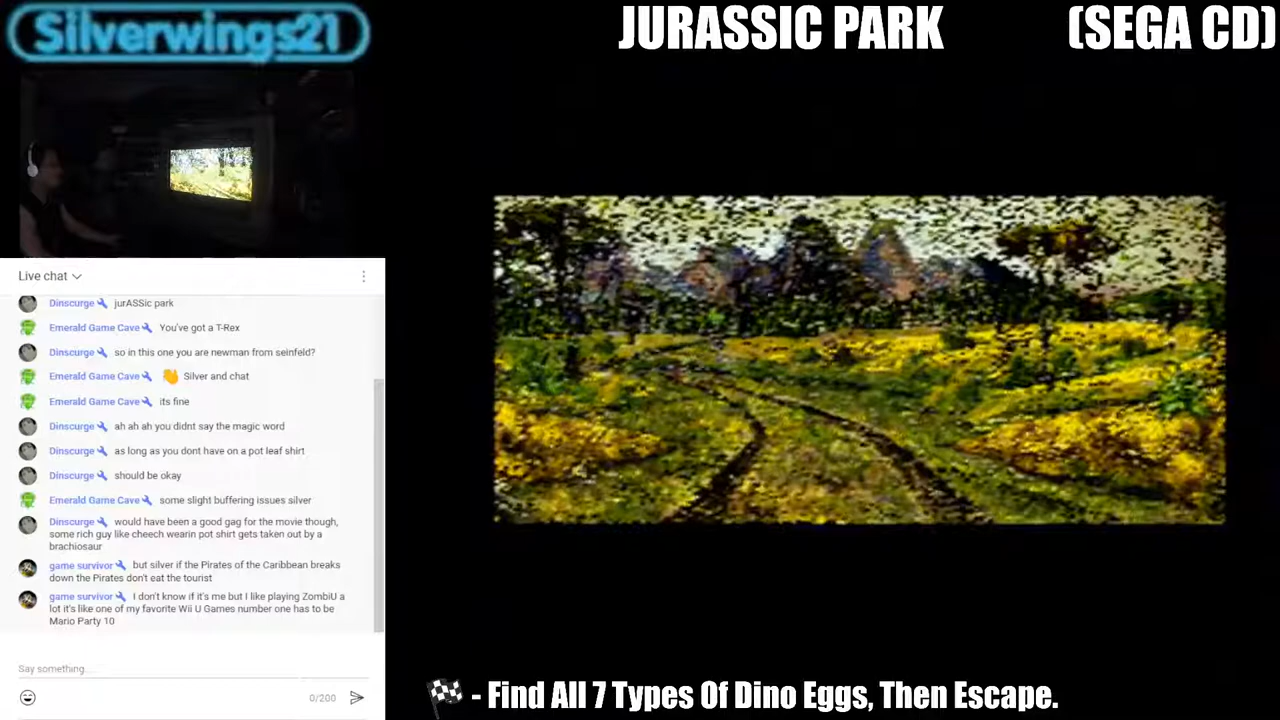 Silverwings21
JURASSIC PARK (SEGA CD)
Live chat
Dinscurge jurASSic park
Emerald Game Cave You've got a T-Rex
Dinscurge so in this one you are newman from seinfeld?
Emerald Game Cave 👋 Silver and chat
Emerald Game Cave its fine
Dinscurge ah ah ah you didnt say the magic word
Dinscurge as long as you dont have on a pot leaf shirt
Dinscurge should be okay
Emerald Game Cave some slight buffering issues silver
Dinscurge would have been a good gag for the movie though,
some rich guy like cheech wearin pot shirt gets taken out by a
brachiosaur
game survivor but silver if the Pirates of the Caribbean breaks
down the Pirates don't eat the tourist
game survivor I don't know if it's me but I like playing ZombiU a
lot it's like one of my favorite Wii U Games number one has to be
Mario Party 10
Say something...
0/200
- Find All 7 Types Of Dino Eggs, Then Escape.